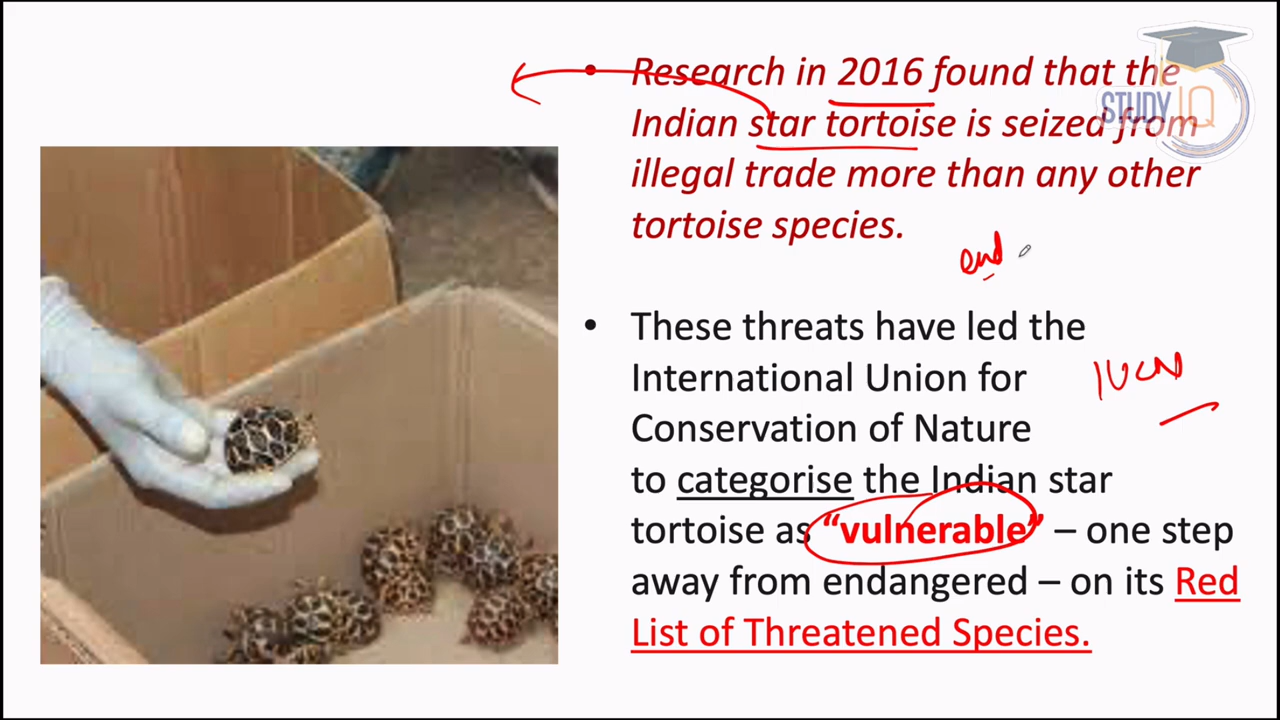 • Research in 2016 found that the
Indian star tortoise is seized from
illegal trade more than any other
tortoise species.
STUDY IQ
end
• These threats have led the
International Union for
Conservation of Nature
IUCN
to categorise the Indian star
tortoise as “vulnerable” – one step
away from endangered – on its Red
List of Threatened Species.